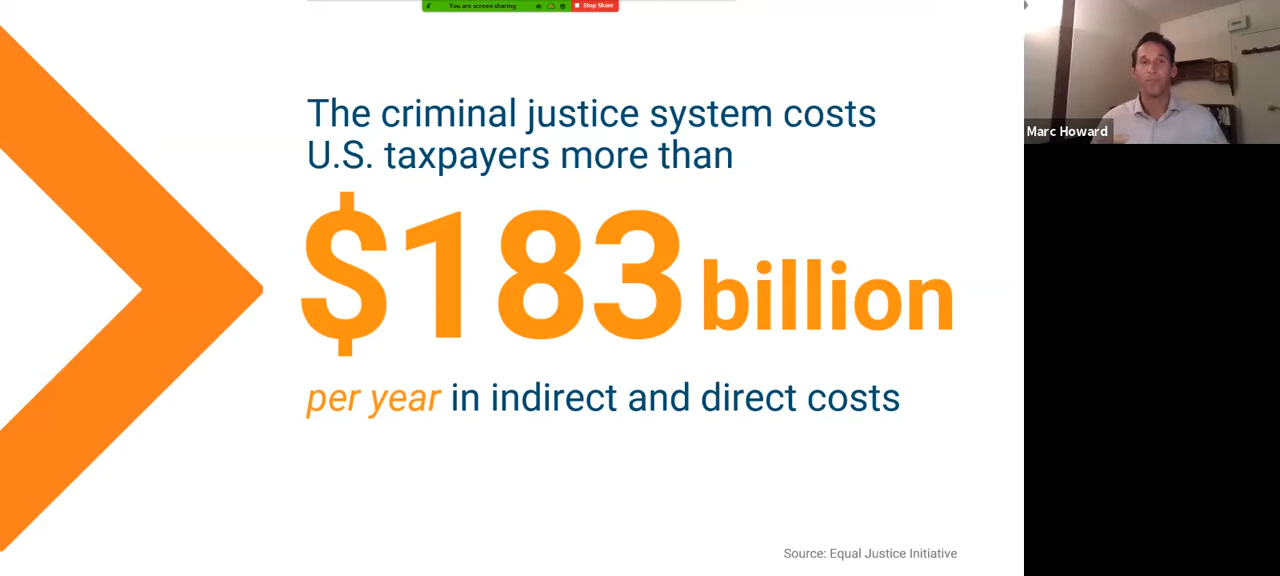 You are screen sharing
Stop Share
The criminal justice system costs
U.S. taxpayers more than
$183 billion
per year in indirect and direct costs
Source: Equal Justice Initiative
Marc Howard